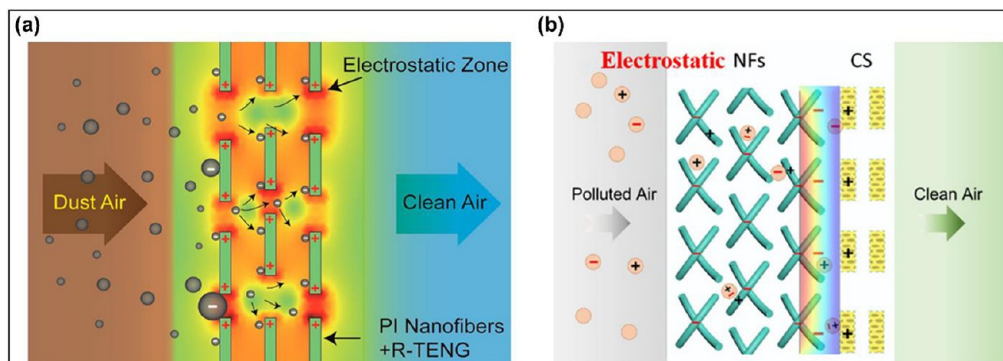 (a)
Electrostatic Zone
Dust Air
Clean Air
PI Nanofibers
+R-TENG
(b)
Electrostatic NFs
CS
Polluted Air
Clean Air